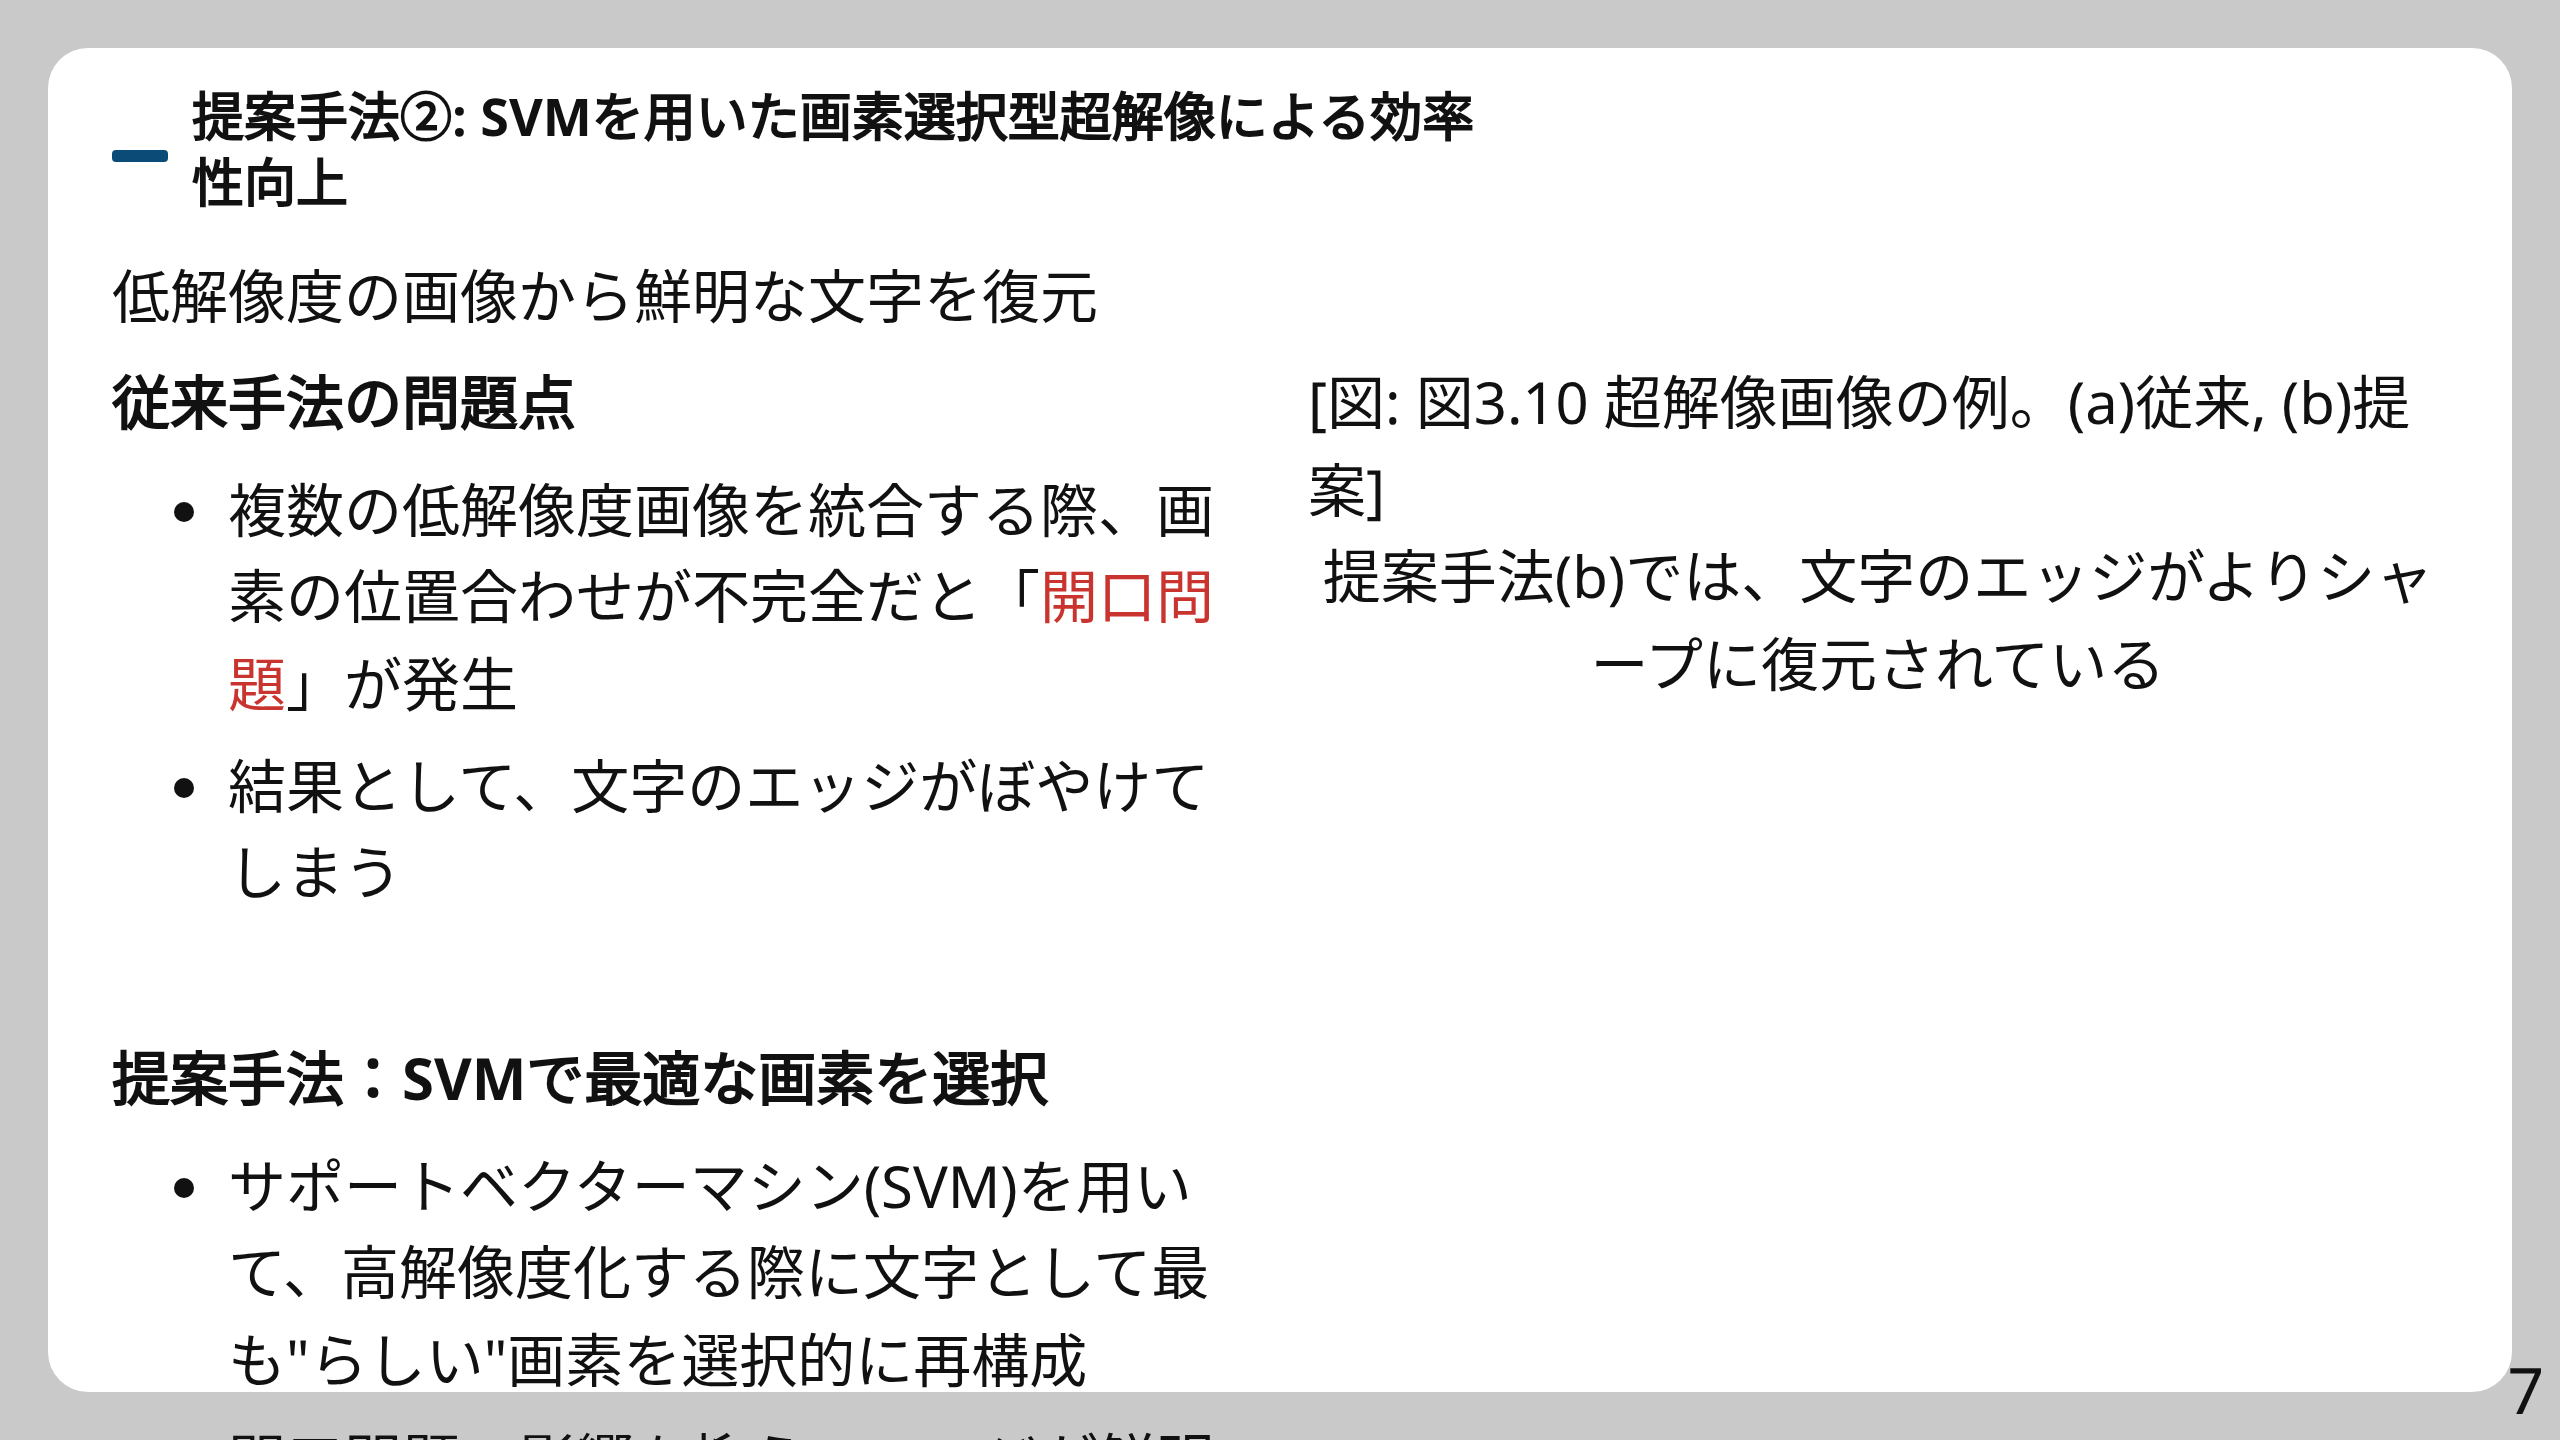 提案手法②: SVMを用いた画素選択型超解像による効率
性向上
低解像度の画像から鮮明な文字を復元
従来手法の問題点
• 複数の低解像度画像を統合する際、画
素の位置合わせが不完全だと「開口問
題」が発生
• 結果として、文字のエッジがぼやけて
しまう
提案手法：SVMで最適な画素を選択
• サポートベクターマシン(SVM)を用い
て、高解像度化する際に文字として最
も"らしい"画素を選択的に再構成
[図: 図3.10 超解像画像の例。(a)従来, (b)提
案]
提案手法(b)では、文字のエッジがよりシャ
ープに復元されている
7